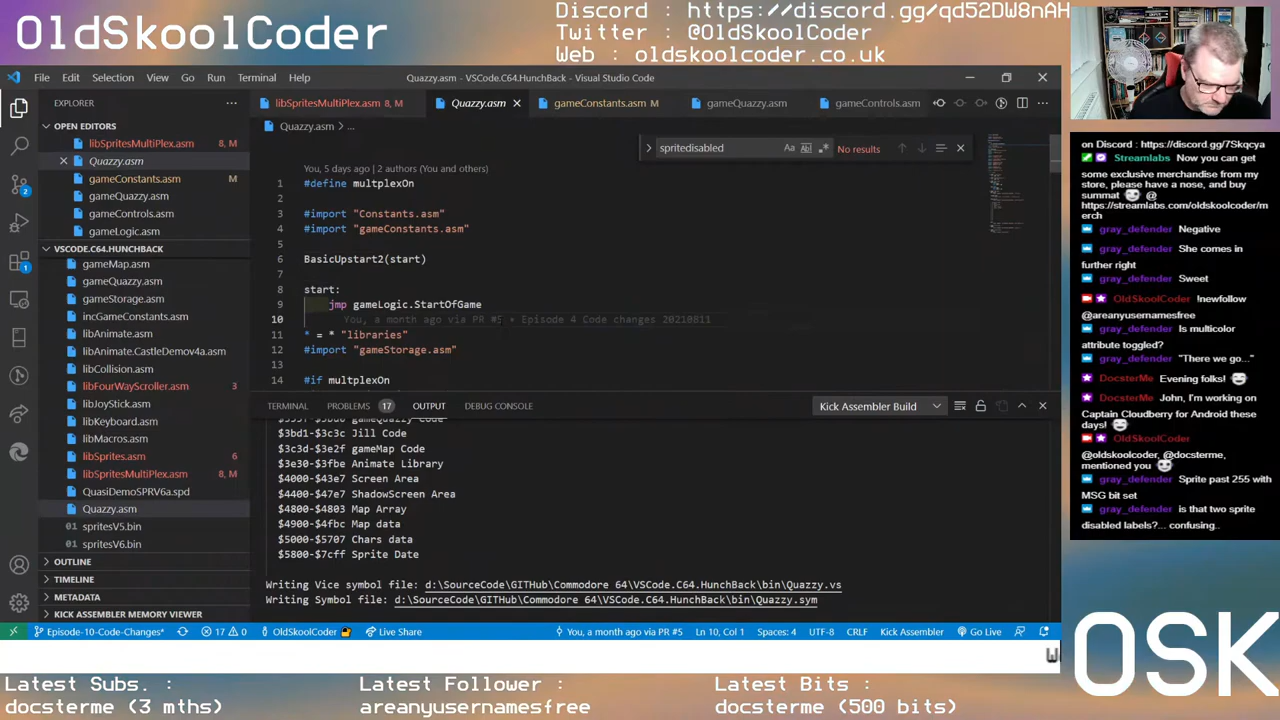 OldSkoolCoder
Discord : https://discord.gg/qd52DW8nAH
Twitter : @OldSkoolCoder
Web : oldskoolcoder.co.uk
File Edit Selection View Go Run Terminal Help
Quazzy.asm - VSCode.C64.HunchBack - Visual Studio Code
EXPLORER
OPEN EDITORS
libSpritesMultiPlex.asm 8, M
Quazzy.asm
gameConstants.asm M
gameQuazzy.asm
gameControls.asm
gameLogic.asm
VSCODE.C64.HUNCHBACK
gameMap.asm
gameQuazzy.asm
gameStorage.asm
incGameConstants.asm
libAnimate.asm
libAnimate.CastleDemov4a.asm
libCollision.asm
libFourWayScroller.asm 3
libJoyStick.asm
libKeyboard.asm
libMacros.asm
libSprites.asm 6
libSpritesMultiPlex.asm 8, M
QuasiDemoSPRV6a.spd
Quazzy.asm
spritesV5.bin
spritesV6.bin
OUTLINE
TIMELINE
METADATA
KICK ASSEMBLER MEMORY VIEWER
libSpritesMultiPlex.asm 8, M
Quazzy.asm
gameConstants.asm M
gameQuazzy.asm
gameControls.asm
Quazzy.asm > ...
spritedisabled
No results
You, 5 days ago | 2 authors (You and others)
1 #define multplexOn
2
3 #import "Constants.asm"
4 #import "gameConstants.asm"
5
6 BasicUpstart2(start)
7
8 start:
9 jmp gameLogic.StartOfGame
10 You, a month ago via PR #5 • Episode 4 Code changes 20210811
11 * = * "libraries"
12 #import "gameStorage.asm"
13
14 #if multplexOn
TERMINAL PROBLEMS 17 OUTPUT DEBUG CONSOLE
Kick Assembler Build
$3bd1-$3c3c Jill Code
$3c3d-$3e2f gameMap Code
$3e30-$3fbe Animate Library
$4000-$43e7 Screen Area
$4400-$47e7 ShadowScreen Area
$4800-$4803 Map Array
$4900-$4fbc Map data
$5000-$5707 Chars data
$5800-$7cff Sprite Date
Writing Vice symbol file: d:\SourceCode\GITHub\Commodore 64\VSCode.C64.HunchBack\bin\Quazzy.vs
Writing Symbol file: d:\SourceCode\GITHub\Commodore 64\VSCode.C64.HunchBack\bin\Quazzy.sym
Episode-10-Code-Changes* 17 0 OldSkoolCoder Live Share You, a month ago via PR #5 Ln 10, Col 1 Spaces: 4 UTF-8 CRLF Kick Assembler Go Live
on Discord : https://discord.gg/7Skqcya
Streamlabs Now you can get
some exclusive merchandise from my
store, please have a nose, and buy
summat @
https://streamlabs.com/oldskoolcoder/m
erch
gray_defender Negative
gray_defender She comes in
further right
gray_defender Sweet
OldSkoolCoder !newfollow
@areanyusernamesfree
gray_defender Is multicolor
attribute toggled?
gray_defender "There we go..."
DocsterMe Evening folks!
DocsterMe John, I'm working on
Captain Cloudberry for Android these
days!
OldSkoolCoder
@oldskoolcoder, @docsterme,
mentioned you
gray_defender Sprite past 255 with
MSG bit set
gray_defender is that two sprite
disabled labels?... confusing..
OSK
Latest Subs. :
docsterme (3 mths)
Latest Follower :
areanyusernamesfree
Latest Bits :
docsterme (500 bits)